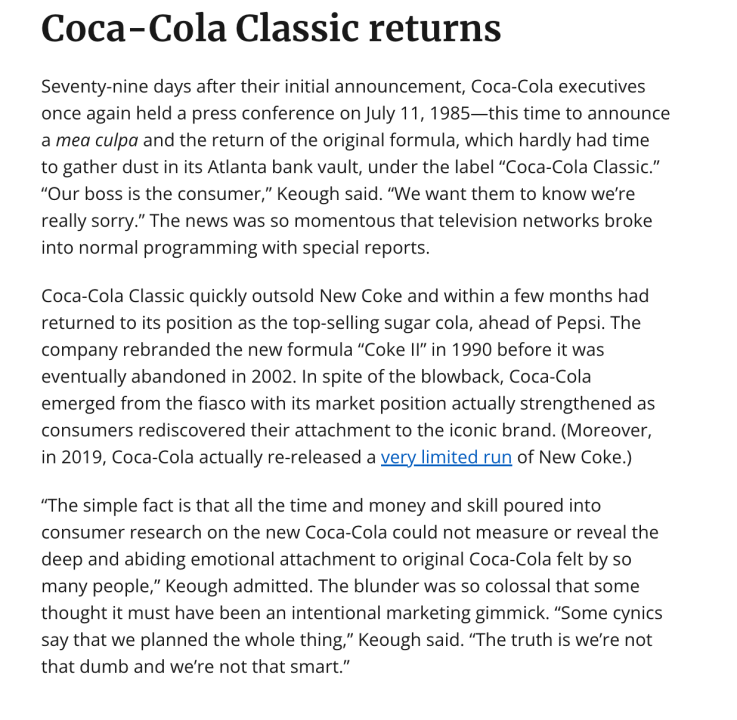 Coca-Cola Classic returns
Seventy-nine days after their initial announcement, Coca-Cola executives
once again held a press conference on July 11, 1985—this time to announce
a mea culpa and the return of the original formula, which hardly had time
to gather dust in its Atlanta bank vault, under the label “Coca-Cola Classic.”
“Our boss is the consumer,” Keough said. “We want them to know we’re
really sorry.” The news was so momentous that television networks broke
into normal programming with special reports.
Coca-Cola Classic quickly outsold New Coke and within a few months had
returned to its position as the top-selling sugar cola, ahead of Pepsi. The
company rebranded the new formula “Coke II” in 1990 before it was
eventually abandoned in 2002. In spite of the blowback, Coca-Cola
emerged from the fiasco with its market position actually strengthened as
consumers rediscovered their attachment to the iconic brand. (Moreover,
in 2019, Coca-Cola actually re-released a very limited run of New Coke.)
“The simple fact is that all the time and money and skill poured into
consumer research on the new Coca-Cola could not measure or reveal the
deep and abiding emotional attachment to original Coca-Cola felt by so
many people,” Keough admitted. The blunder was so colossal that some
thought it must have been an intentional marketing gimmick. “Some cynics
say that we planned the whole thing,” Keough said. “The truth is we’re not
that dumb and we’re not that smart.”